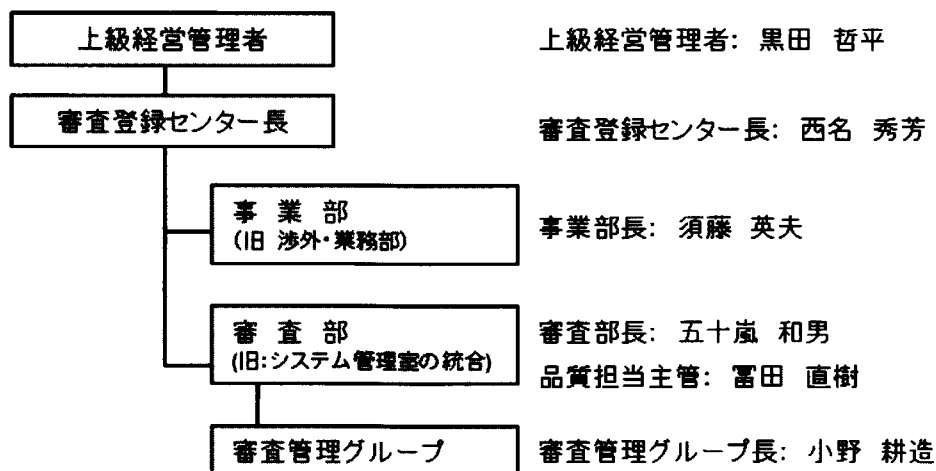 上級経営管理者
上級経営管理者: 黒田 哲平
審査登録センター長
審査登録センター長: 西名 秀芳
事 業 部
(旧 渉外・業務部)
事業部長: 須藤 英夫
審 査 部
(旧:システム管理室の統合)
審査部長: 五十嵐 和男
品質担当主管: 冨田 直樹
審査管理グループ
審査管理グループ長: 小野 耕造